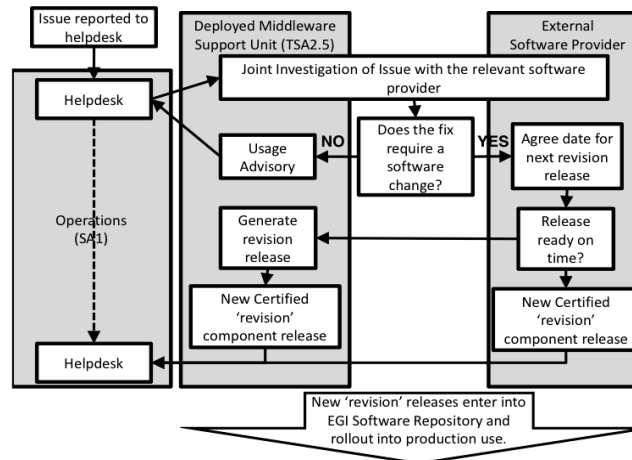 Issue reported to
helpdesk
Deployed Middleware
Support Unit (TSA2.5)
External
Software Provider
Joint Investigation of Issue with the relevant software
provider
Helpdesk
Usage
Advisory
NO
Does the fix
require a
software
change?
YES
Agree date for
next revision
release
Operations
(SA1)
Generate
revision
release
Release
ready on
time?
New Certified
‘revision’
component release
New Certified
‘revision’
component release
Helpdesk
New ‘revision’ releases enter into
EGI Software Repository and
rollout into production use.